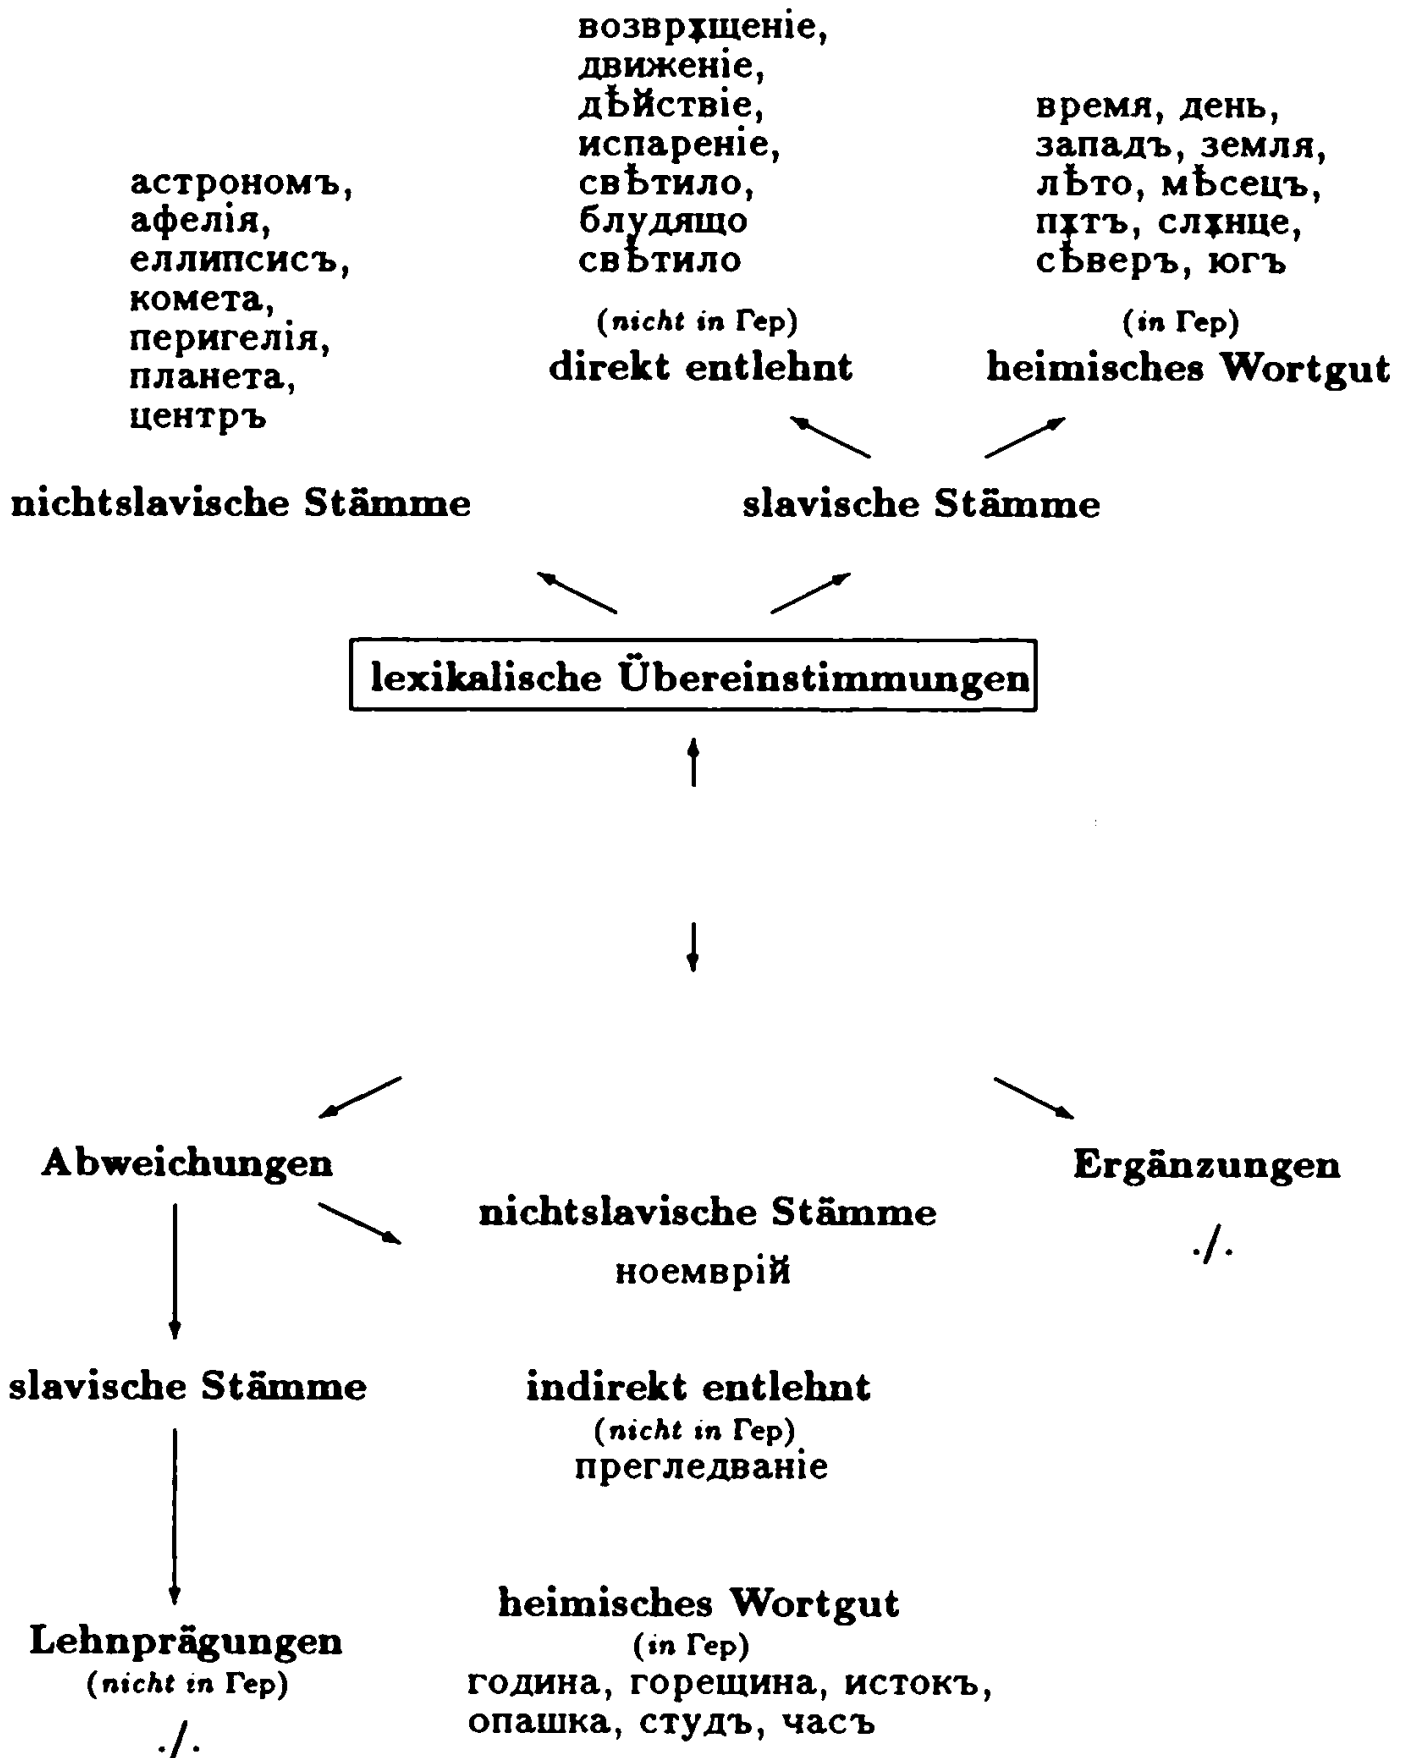 возврѫщеніе,
движеніе,
дѣйствіе,
испареніе,
свѣтило,
блудящо
свѣтило
(nicht in Гер)
direkt entlehnt
время, день,
западъ, земля,
лѣто, мѣсецъ,
пѫтъ, слѫнце,
сѣверъ, югъ
(in Гер)
heimisches Wortgut
астрономъ,
афелія,
еллипсисъ,
комета,
перигелія,
планета,
центръ
nichtslavische Stämme
slavische Stämme
lexikalische Übereinstimmungen
Abweichungen
Ergänzungen
./.
nichtslavische Stämme
ноемврій
slavische Stämme
indirekt entlehnt
(nicht in Гер)
прегледваніе
Lehnprägungen
(nicht in Гер)
./.
heimisches Wortgut
(in Гер)
година, горещина, истокъ,
опашка, студъ, часъ